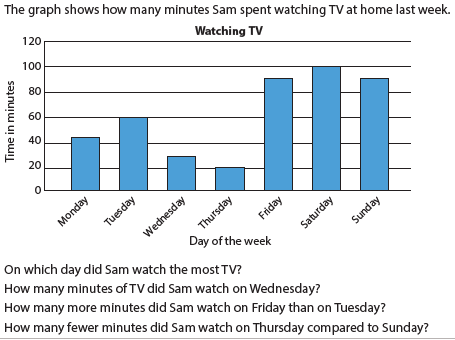 The graph shows how many minutes Sam spent watching TV at home last week.
Watching TV
Time in minutes
120
100
80
60
40
20
0
Monday
Tuesday
Wednesday
Thursday
Friday
Saturday
Sunday
Day of the week
On which day did Sam watch the most TV?
How many minutes of TV did Sam watch on Wednesday?
How many more minutes did Sam watch on Friday than on Tuesday?
How many fewer minutes did Sam watch on Thursday compared to Sunday?